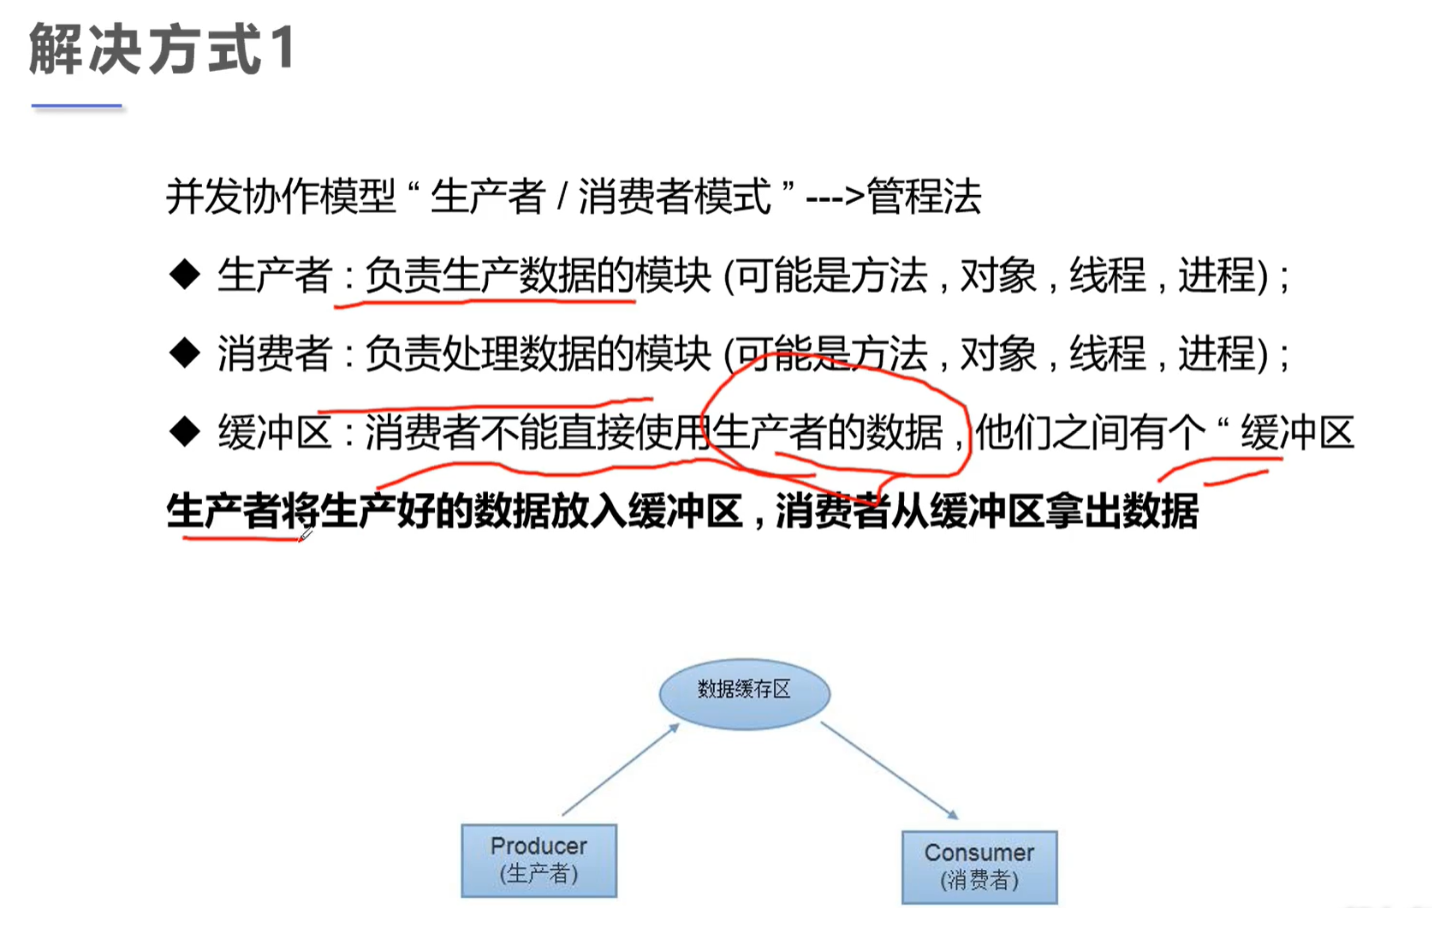 解决方式1
并发协作模型 “ 生产者 / 消费者模式 ” --->管程法
◆ 生产者 : 负责生产数据的模块 (可能是方法 , 对象 , 线程 , 进程) ;
◆ 消费者 : 负责处理数据的模块 (可能是方法 , 对象 , 线程 , 进程) ;
◆ 缓冲区 : 消费者不能直接使用生产者的数据 , 他们之间有个 “ 缓冲区
生产者将生产好的数据放入缓冲区 , 消费者从缓冲区拿出数据
数据缓存区
Producer
(生产者)
Consumer
(消费者)